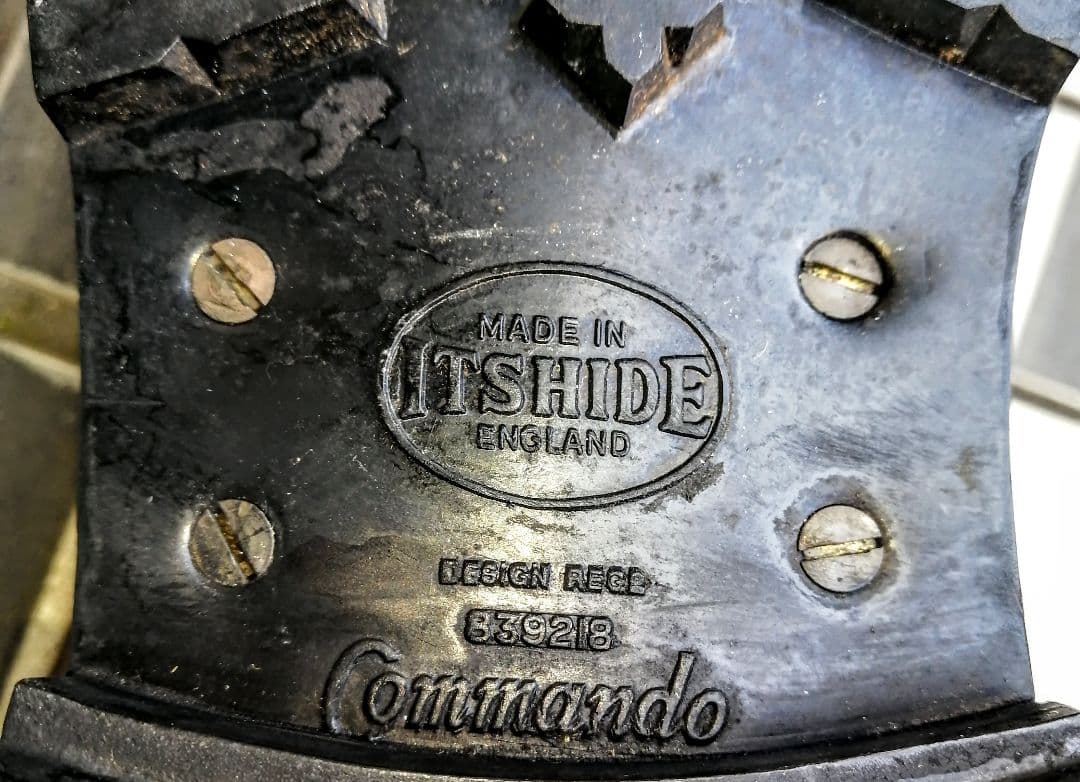 MADE IN
ITSHIDE
ENGLAND
DESIGN REGD
839218
Commando